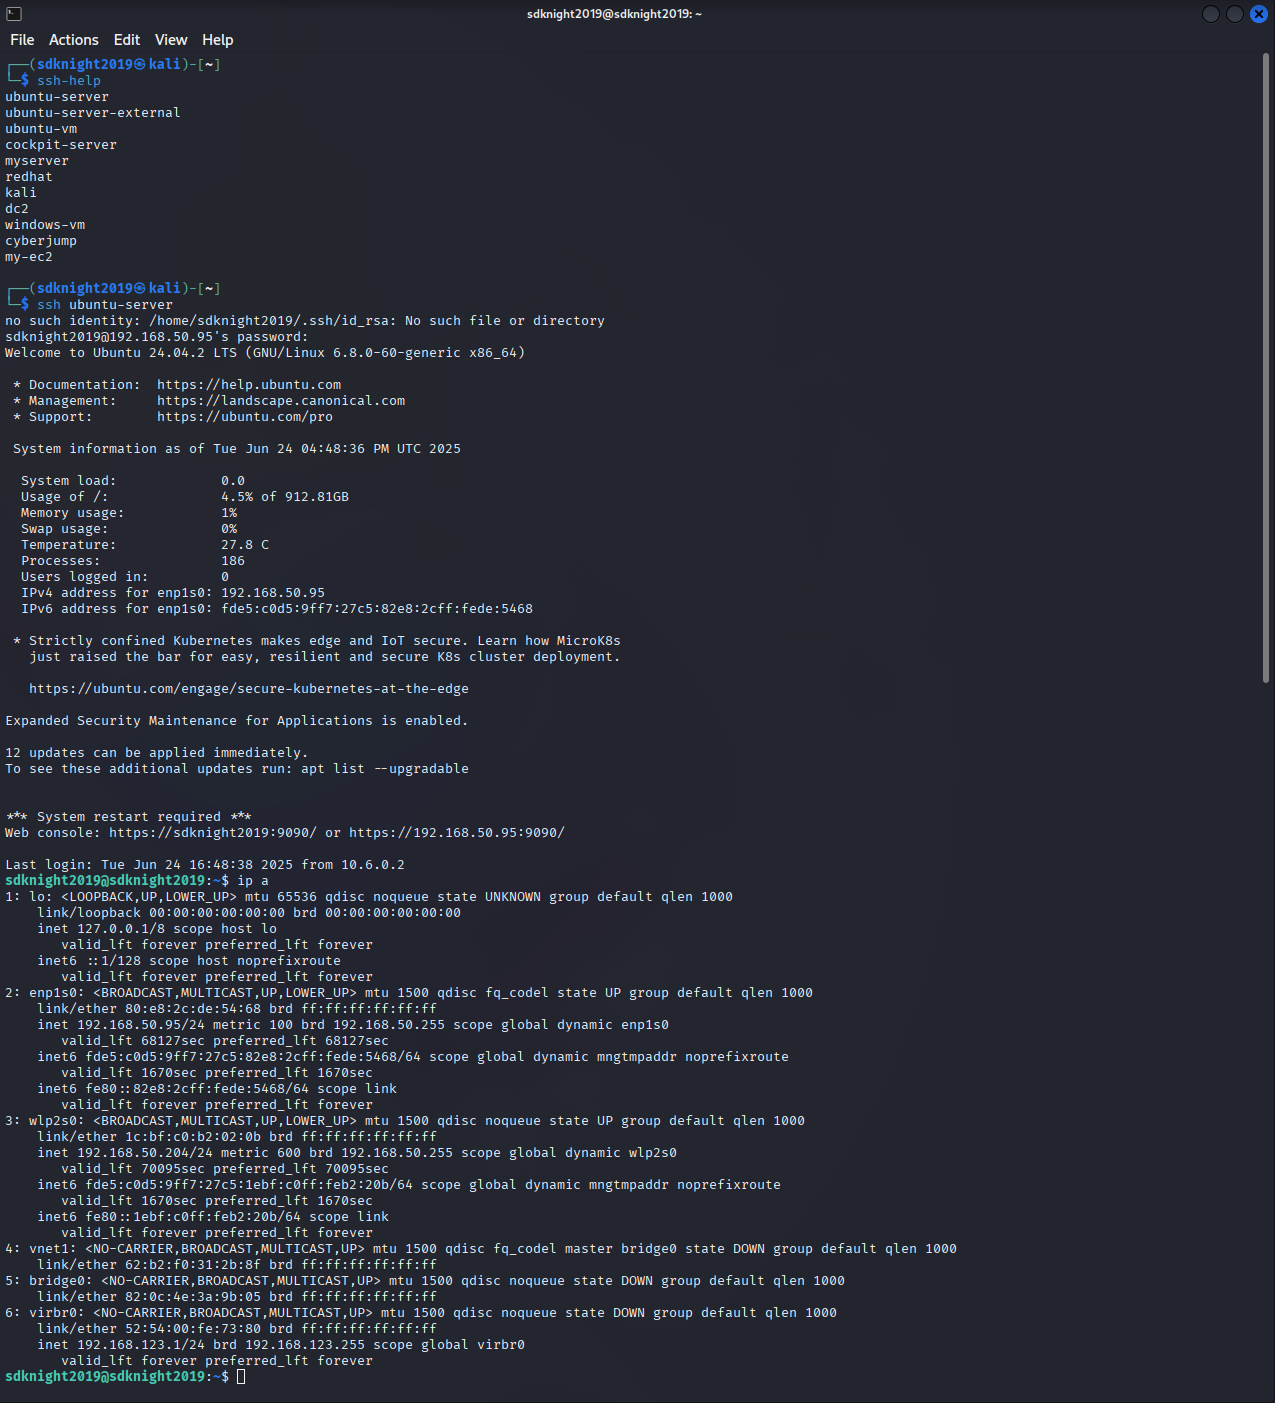 sdknight2019@sdknight2019: ~
File Actions Edit View Help
┌──(sdknight2019㉿kali)-[~]
└─$ ssh-help
ubuntu-server
ubuntu-server-external
ubuntu-vm
cockpit-server
myserver
redhat
kali
dc2
windows-vm
cyberjump
my-ec2
┌──(sdknight2019㉿kali)-[~]
└─$ ssh ubuntu-server
no such identity: /home/sdknight2019/.ssh/id_rsa: No such file or directory
sdknight2019@192.168.50.95's password:
Welcome to Ubuntu 24.04.2 LTS (GNU/Linux 6.8.0-60-generic x86_64)
* Documentation:  https://help.ubuntu.com
* Management:     https://landscape.canonical.com
* Support:        https://ubuntu.com/pro
System information as of Tue Jun 24 04:48:36 PM UTC 2025
System load:             0.0
Usage of /:              4.5% of 912.81GB
Memory usage:            1%
Swap usage:              0%
Temperature:             27.8 C
Processes:               186
Users logged in:         0
IPv4 address for enp1s0: 192.168.50.95
IPv6 address for enp1s0: fde5:c0d5:9ff7:27c5:82e8:2cff:fede:5468
* Strictly confined Kubernetes makes edge and IoT secure. Learn how MicroK8s
just raised the bar for easy, resilient and secure K8s cluster deployment.
https://ubuntu.com/engage/secure-kubernetes-at-the-edge
Expanded Security Maintenance for Applications is enabled.
12 updates can be applied immediately.
To see these additional updates run: apt list --upgradable
*** System restart required ***
Web console: https://sdknight2019:9090/ or https://192.168.50.95:9090/
Last login: Tue Jun 24 16:48:38 2025 from 10.6.0.2
sdknight2019@sdknight2019:~$ ip a
1: lo: <LOOPBACK,UP,LOWER_UP> mtu 65536 qdisc noqueue state UNKNOWN group default qlen 1000
link/loopback 00:00:00:00:00:00 brd 00:00:00:00:00:00
inet 127.0.0.1/8 scope host lo
valid_lft forever preferred_lft forever
inet6 ::1/128 scope host noprefixroute
valid_lft forever preferred_lft forever
2: enp1s0: <BROADCAST,MULTICAST,UP,LOWER_UP> mtu 1500 qdisc fq_codel state UP group default qlen 1000
link/ether 80:e8:2c:de:54:68 brd ff:ff:ff:ff:ff:ff
inet 192.168.50.95/24 metric 100 brd 192.168.50.255 scope global dynamic enp1s0
valid_lft 68127sec preferred_lft 68127sec
inet6 fde5:c0d5:9ff7:27c5:82e8:2cff:fede:5468/64 scope global dynamic mngtmpaddr noprefixroute
valid_lft 1670sec preferred_lft 1670sec
inet6 fe80::82e8:2cff:fede:5468/64 scope link
valid_lft forever preferred_lft forever
3: wlp2s0: <BROADCAST,MULTICAST,UP,LOWER_UP> mtu 1500 qdisc noqueue state UP group default qlen 1000
link/ether 1c:bf:c0:b2:02:0b brd ff:ff:ff:ff:ff:ff
inet 192.168.50.204/24 metric 600 brd 192.168.50.255 scope global dynamic wlp2s0
valid_lft 70095sec preferred_lft 70095sec
inet6 fde5:c0d5:9ff7:27c5:1ebf:c0ff:feb2:20b/64 scope global dynamic mngtmpaddr noprefixroute
valid_lft 1670sec preferred_lft 1670sec
inet6 fe80::1ebf:c0ff:feb2:20b/64 scope link
valid_lft forever preferred_lft forever
4: vnet1: <NO-CARRIER,BROADCAST,MULTICAST,UP> mtu 1500 qdisc fq_codel master bridge0 state DOWN group default qlen 1000
link/ether 62:b2:f0:31:2b:8f brd ff:ff:ff:ff:ff:ff
5: bridge0: <NO-CARRIER,BROADCAST,MULTICAST,UP> mtu 1500 qdisc noqueue state DOWN group default qlen 1000
link/ether 82:0c:4e:3a:9b:05 brd ff:ff:ff:ff:ff:ff
6: virbr0: <NO-CARRIER,BROADCAST,MULTICAST,UP> mtu 1500 qdisc noqueue state DOWN group default qlen 1000
link/ether 52:54:00:fe:73:80 brd ff:ff:ff:ff:ff:ff
inet 192.168.123.1/24 brd 192.168.123.255 scope global virbr0
valid_lft forever preferred_lft forever
sdknight2019@sdknight2019:~$